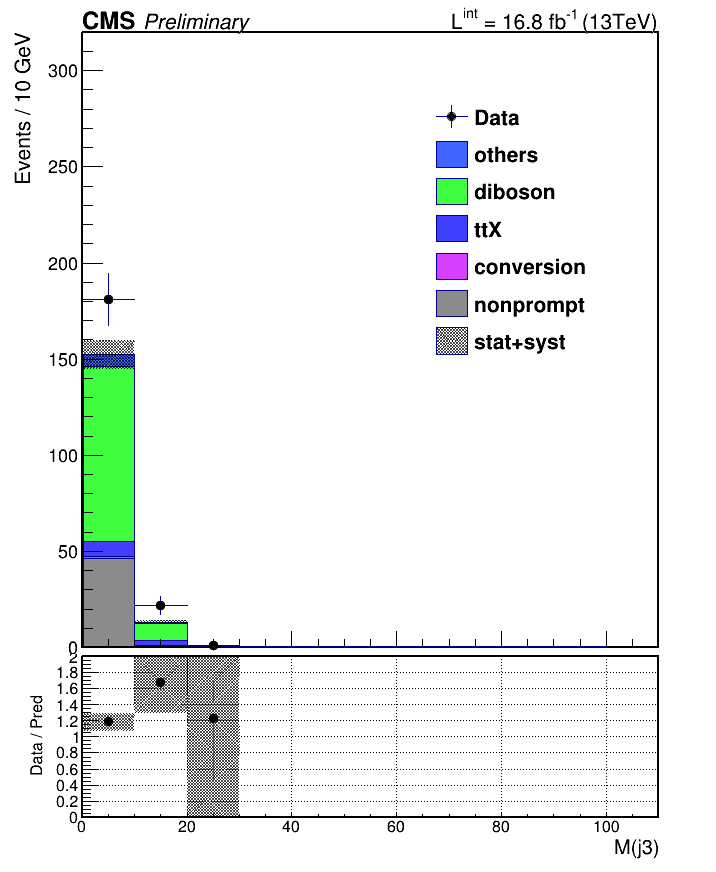 CMS Preliminary
L^int = 16.8 fb^-1 (13TeV)
Events / 10 GeV
300
250
200
150
100
50
0
Data
others
diboson
ttX
conversion
nonprompt
stat+syst
Data / Pred
2
1.8
1.6
1.4
1.2
1
0.8
0.6
0.4
0.2
0
0 20 40 60 80 100
M(j3)